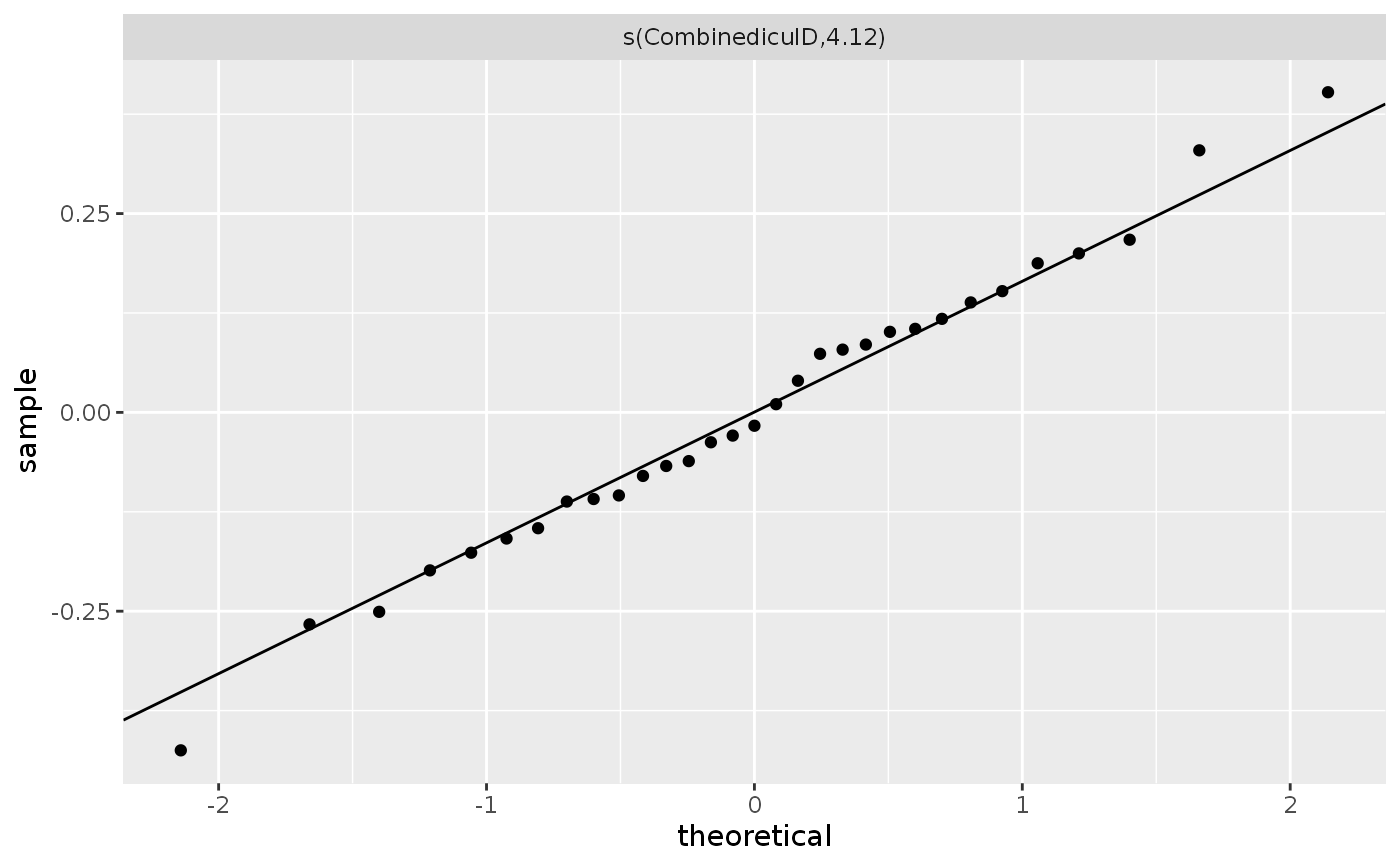 s(CombinedicuID,4.12)
0.25
0.00
-0.25
sample
-2
-1
0
1
2
theoretical